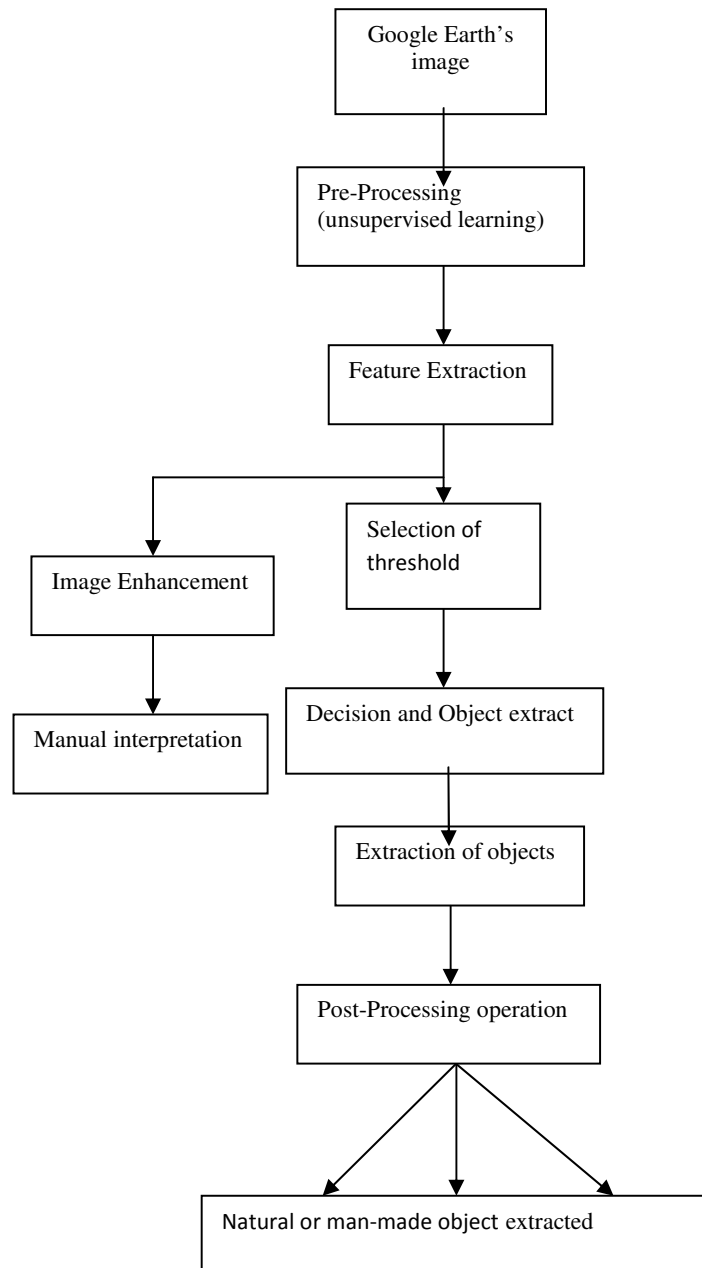 Google Earth’s
image
Pre-Processing
(unsupervised learning)
Feature Extraction
Selection of
threshold
Image Enhancement
Decision and Object extract
Manual interpretation
Extraction of objects
Post-Processing operation
Natural or man-made object extracted